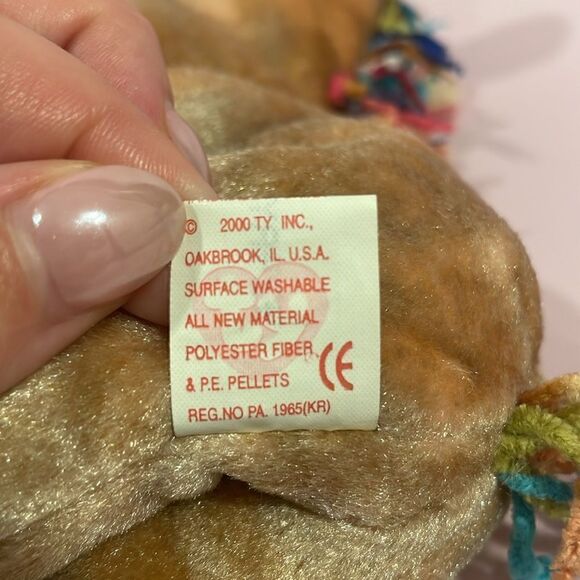 © 2000 TY INC.,
OAKBROOK, IL. U.S.A.
SURFACE WASHABLE
ALL NEW MATERIAL
POLYESTER FIBER
& P.E. PELLETS CE
REG.NO PA. 1965(KR)